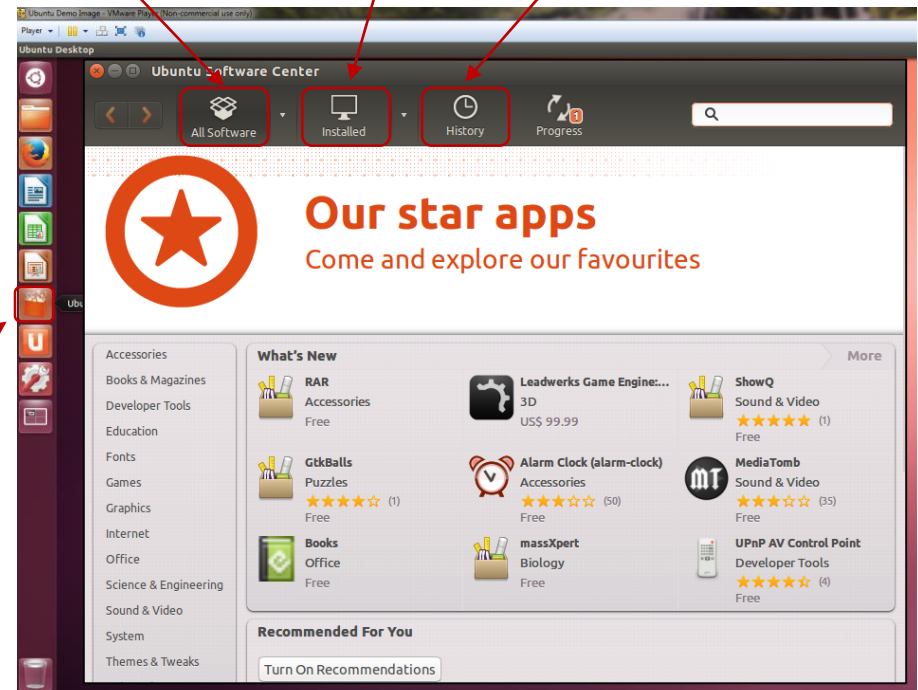 Ubuntu Demo Image - VMware Player (Non-commercial use only)
Player
Ubuntu Desktop
Ubuntu Software Center
All Software
Installed
History
1
Progress
Our star apps
Come and explore our favourites
Ubu
U
Accessories
Books & Magazines
Developer Tools
Education
Fonts
Games
Graphics
Internet
Office
Science & Engineering
Sound & Video
System
Themes & Tweaks
What's New
More
RAR
Accessories
Free
Leadwerks Game Engine:...
3D
US$ 99.99
ShowQ
Sound & Video
(1)
Free
GtkBalls
Puzzles
(1)
Free
Alarm Clock (alarm-clock)
Accessories
(50)
Free
MT
MediaTomb
Sound & Video
(35)
Free
Books
Office
Free
massXpert
Biology
Free
UPnP AV Control Point
Developer Tools
(4)
Free
Recommended For You
Turn On Recommendations